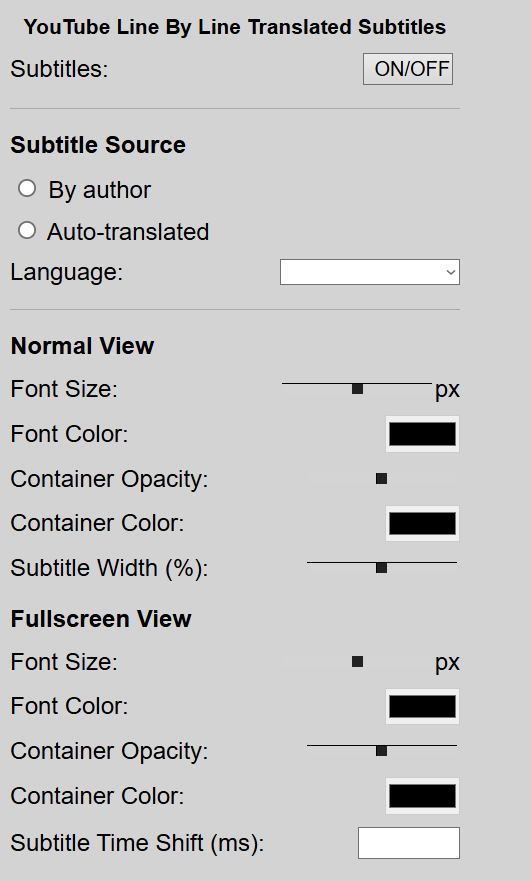 YouTube Line By Line Translated Subtitles
Subtitles: ON/OFF
Subtitle Source
By author
Auto-translated
Language:
Normal View
Font Size: px
Font Color:
Container Opacity:
Container Color:
Subtitle Width (%):
Fullscreen View
Font Size: px
Font Color:
Container Opacity:
Container Color:
Subtitle Time Shift (ms):